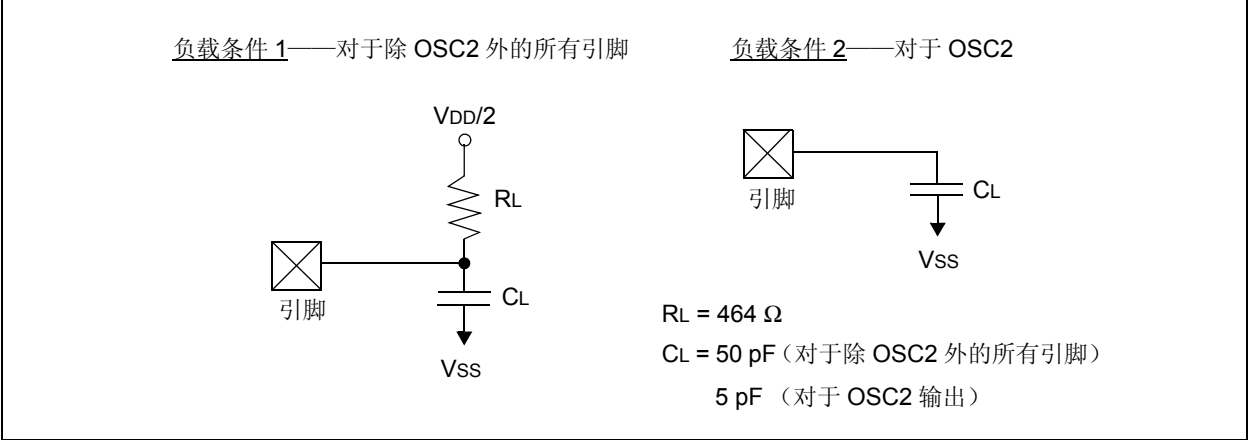 负载条件 1——对于除 OSC2 外的所有引脚
负载条件 2——对于 OSC2
VDD/2
RL
引脚
CL
VSS
引脚
CL
VSS
RL = 464 Ω
CL = 50 pF（对于除 OSC2 外的所有引脚）
5 pF （对于 OSC2 输出）